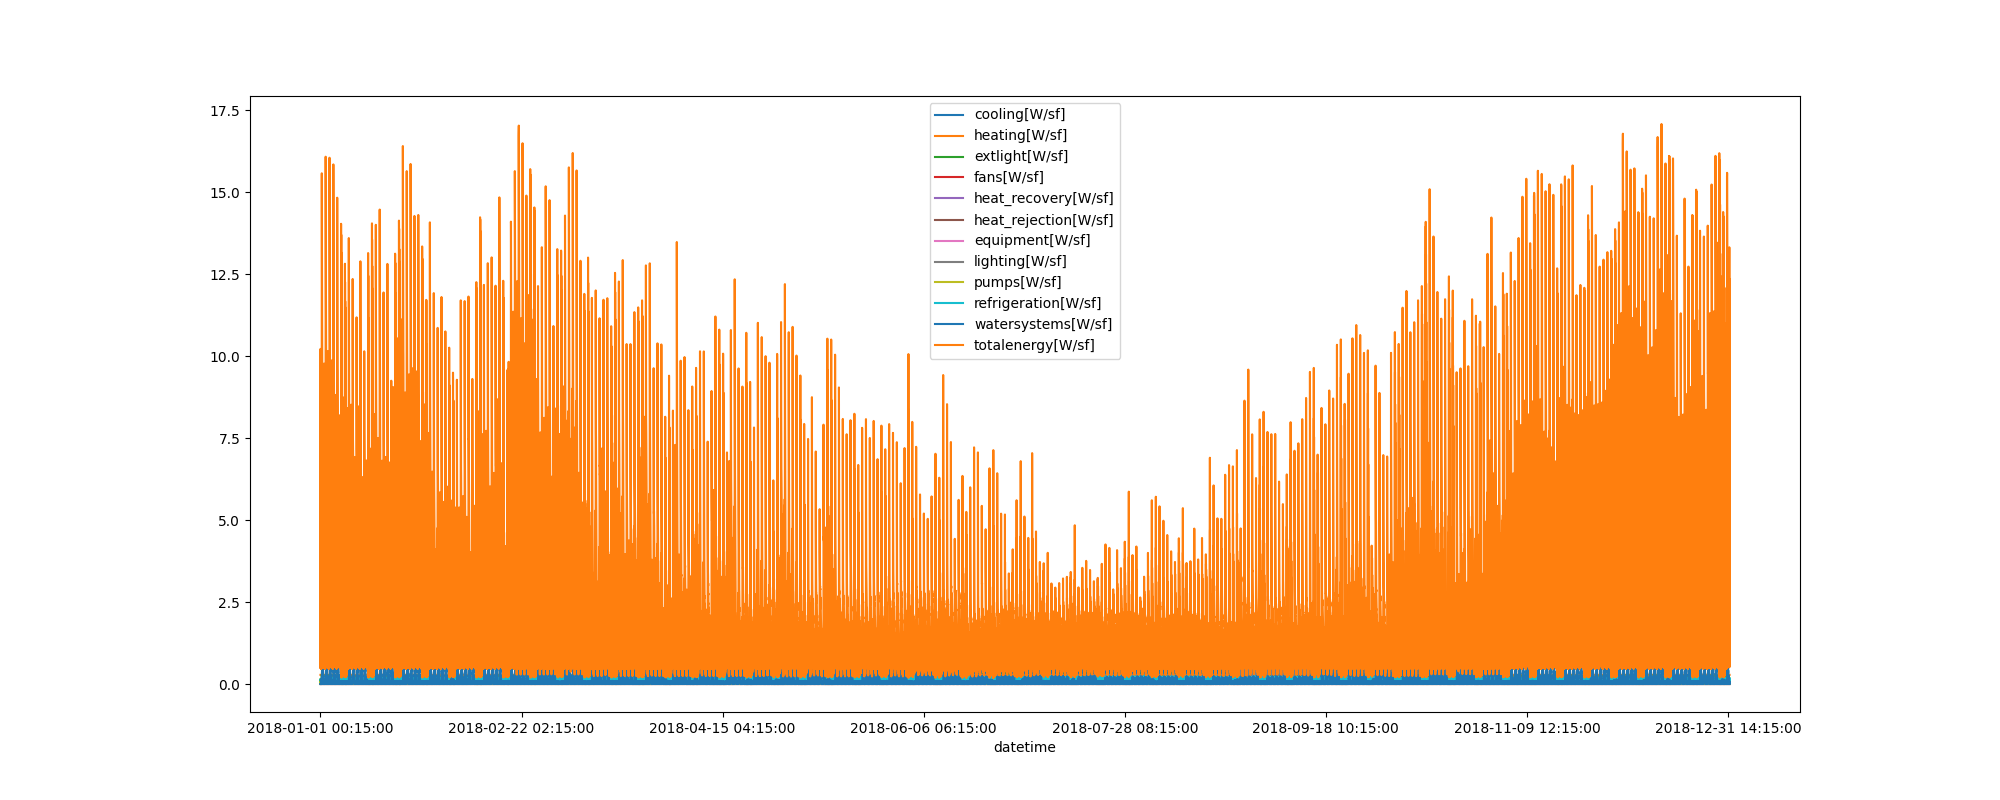 17.5
15.0
12.5
10.0
7.5
5.0
2.5
0.0
cooling[W/sf]
heating[W/sf]
extlight[W/sf]
fans[W/sf]
heat_recovery[W/sf]
heat_rejection[W/sf]
equipment[W/sf]
lighting[W/sf]
pumps[W/sf]
refrigeration[W/sf]
watersystems[W/sf]
totalenergy[W/sf]
2018-01-01 00:15:00 2018-02-22 02:15:00 2018-04-15 04:15:00 2018-06-06 06:15:00 2018-07-28 08:15:00 2018-09-18 10:15:00 2018-11-09 12:15:00 2018-12-31 14:15:00
datetime